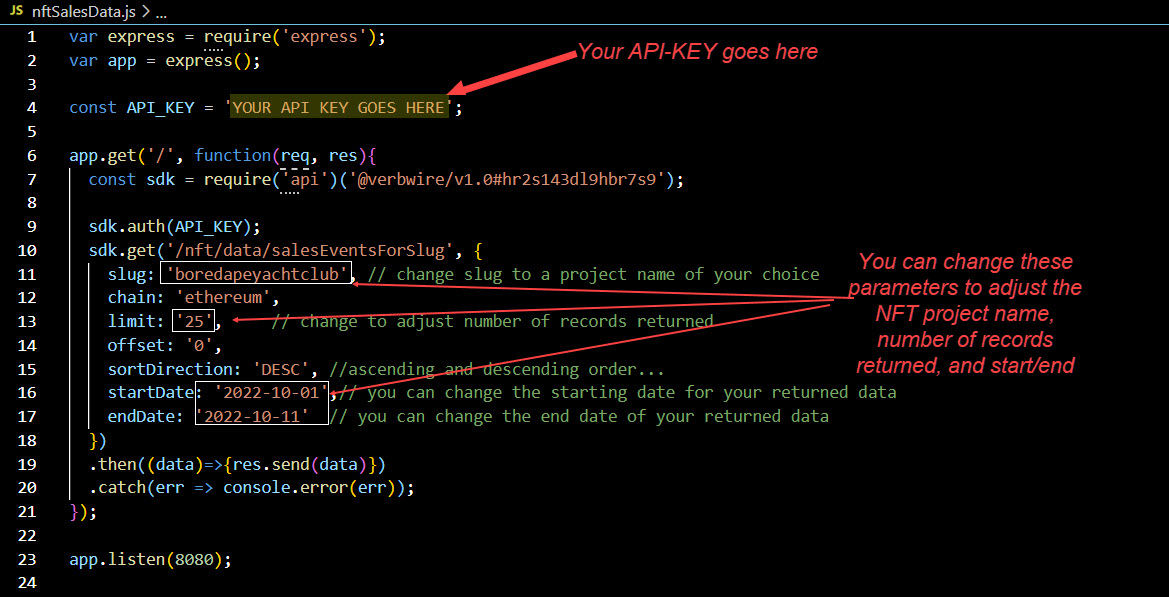 JS nftSalesData.js > ...
1 var express = require('express');
2 var app = express();
Your API-KEY goes here
3
4 const API_KEY = 'YOUR API KEY GOES HERE';
5
6 app.get('/', function(req, res){
7 const sdk = require('api')('@verbwire/v1.0#hr2s143dl9hbr7s9');
8
9 sdk.auth(API_KEY);
10 sdk.get('/nft/data/salesEventsForSlug', {
11 slug: 'boredapeyachtclub', // change slug to a project name of your choice
12 chain: 'ethereum',
13 limit: '25', // change to adjust number of records returned
14 offset: '0',
15 sortDirection: 'DESC', //ascending and descending order...
16 startDate: '2022-10-01',// you can change the starting date for your returned data
17 endDate: '2022-10-11' // you can change the end date of your returned data
18 })
19 .then((data)=>{res.send(data)})
20 .catch(err => console.error(err));
21 });
22
23 app.listen(8080);
24
You can change these
parameters to adjust the
NFT project name,
number of records
returned, and start/end